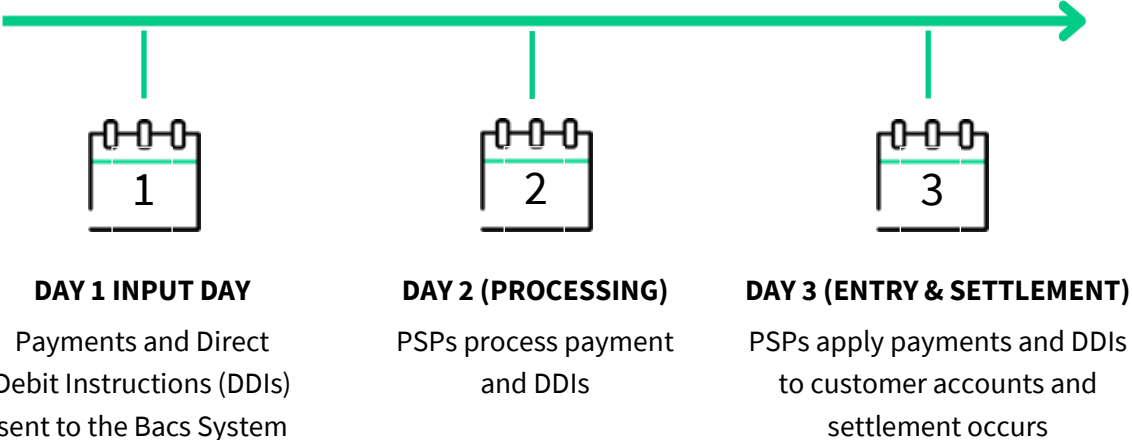 1
2
3
DAY 1 INPUT DAY
Payments and Direct
Debit Instructions (DDIs)
sent to the Bacs System
DAY 2 (PROCESSING)
PSPs process payment
and DDIs
DAY 3 (ENTRY & SETTLEMENT)
PSPs apply payments and DDIs
to customer accounts and
settlement occurs